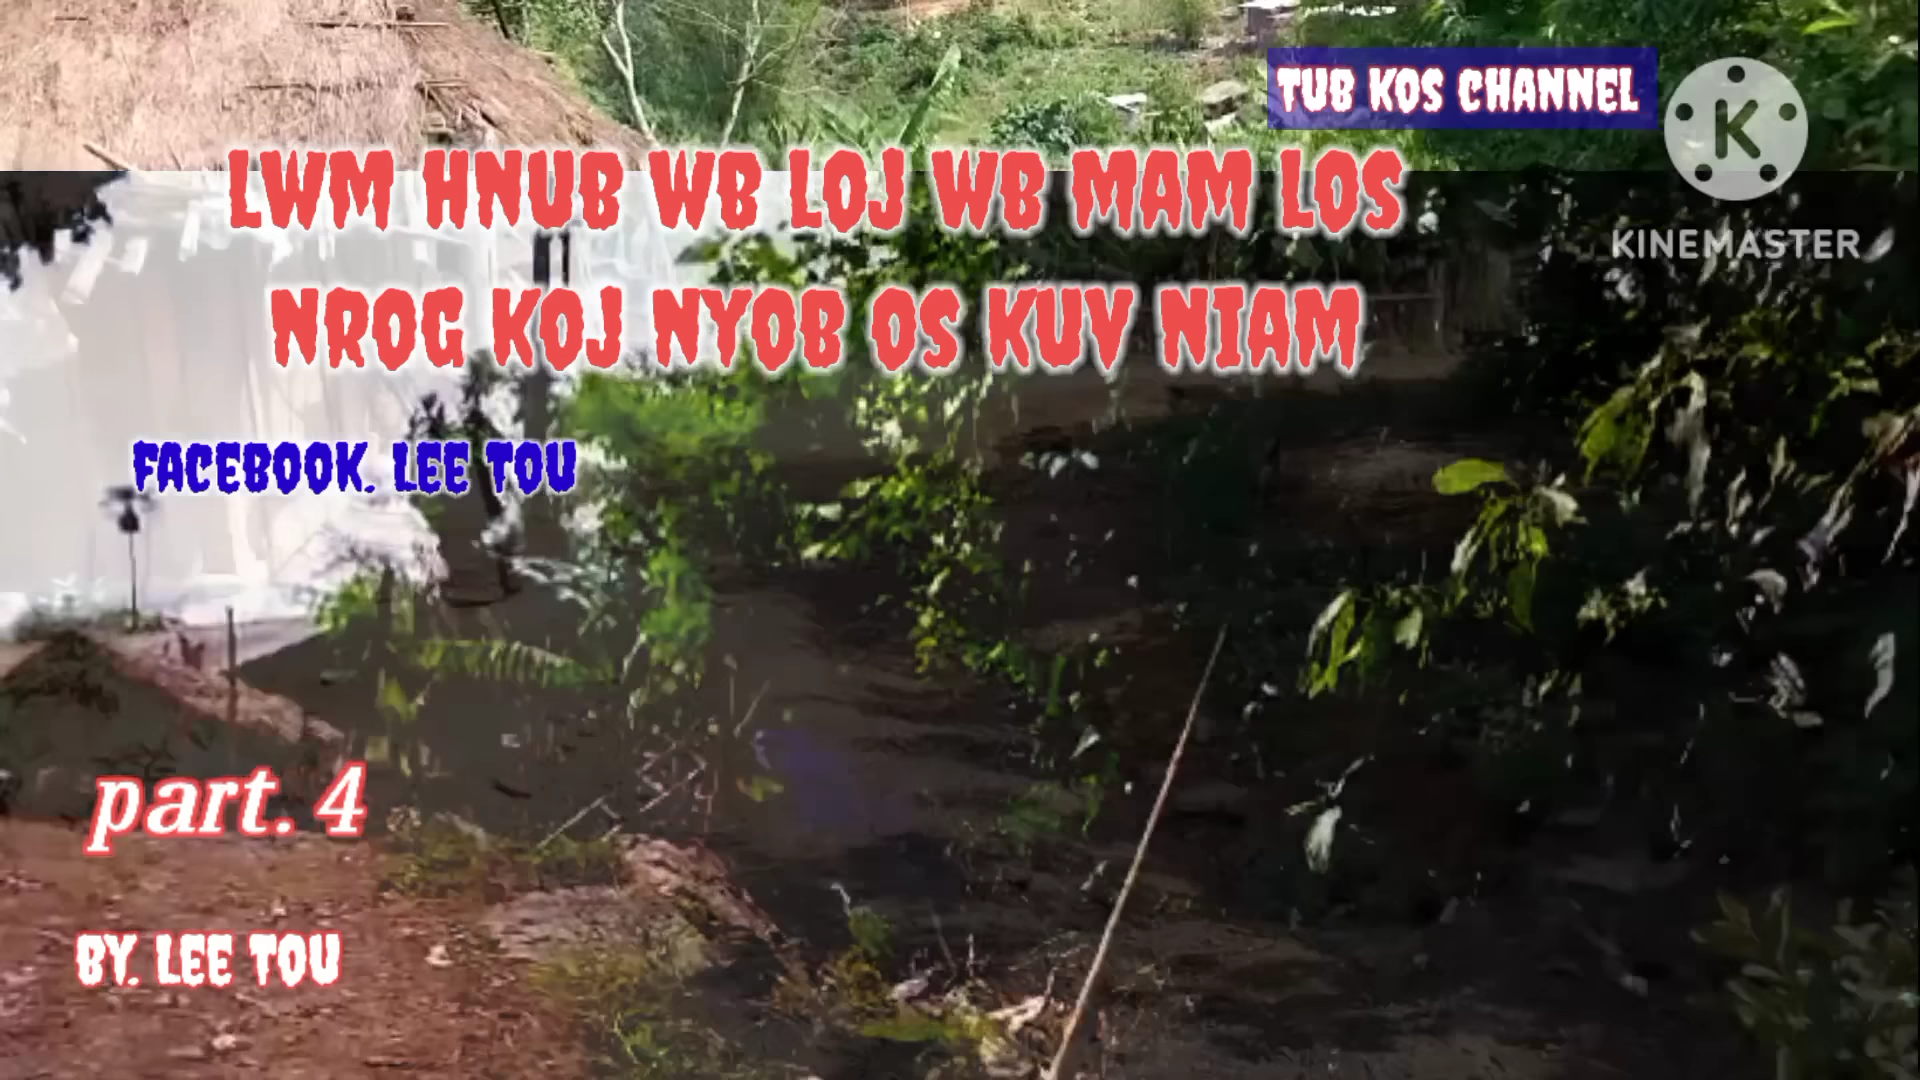 TUB KOS CHANNEL
K
KINEMASTER
LWM HNUB WB LOJ WB MAM LOS
NROG KOJ NYOB OS KUV NIAM
FACEBOOK. LEE TOU
part. 4
BY. LEE TOU